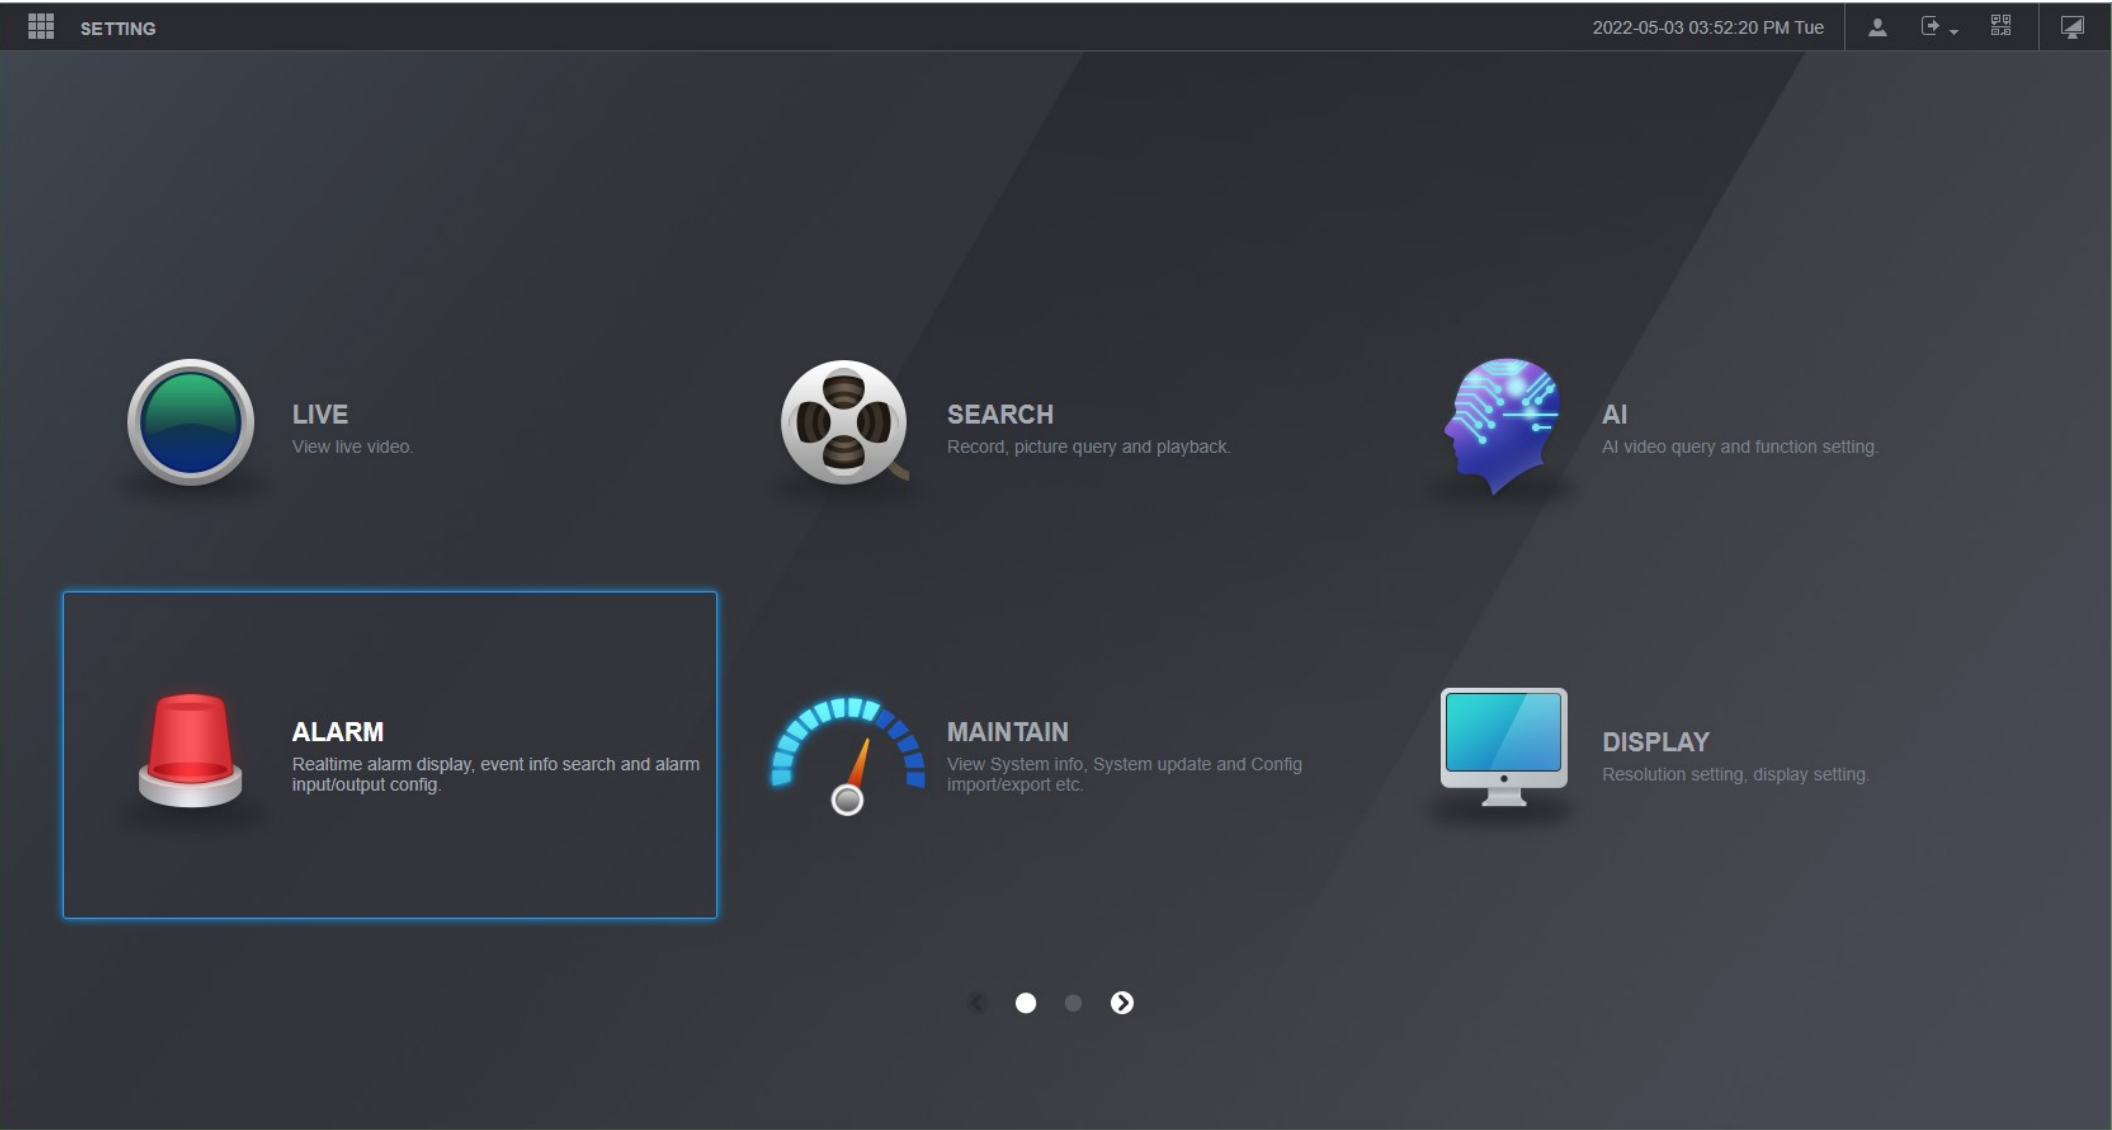 SETTING
2022-05-03 03:52:20 PM Tue
LIVE
View live video.
SEARCH
Record, picture query and playback.
AI
AI video query and function setting.
ALARM
Realtime alarm display, event info search and alarm
input/output config.
MAINTAIN
View System info, System update and Config
import/export etc.
DISPLAY
Resolution setting, display setting.